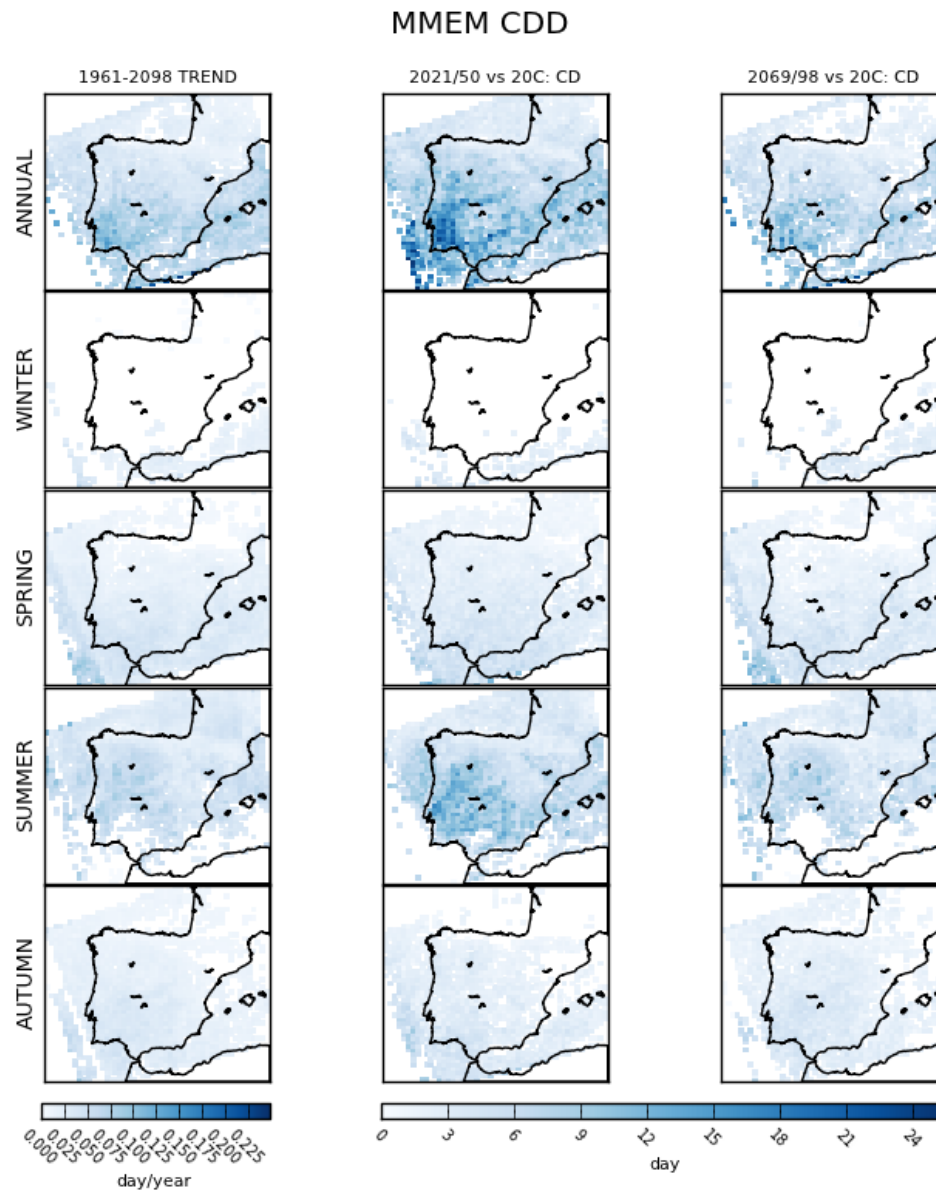 MMEM CDD
1961-2098 TREND
2021/50 vs 20C: CD
2069/98 vs 20C: CD
ANNUAL
WINTER
SPRING
SUMMER
AUTUMN
0.000 0.025 0.050 0.075 0.100 0.125 0.150 0.175 0.200 0.225
day/year
0 3 6 9 12 15 18 21 24
day